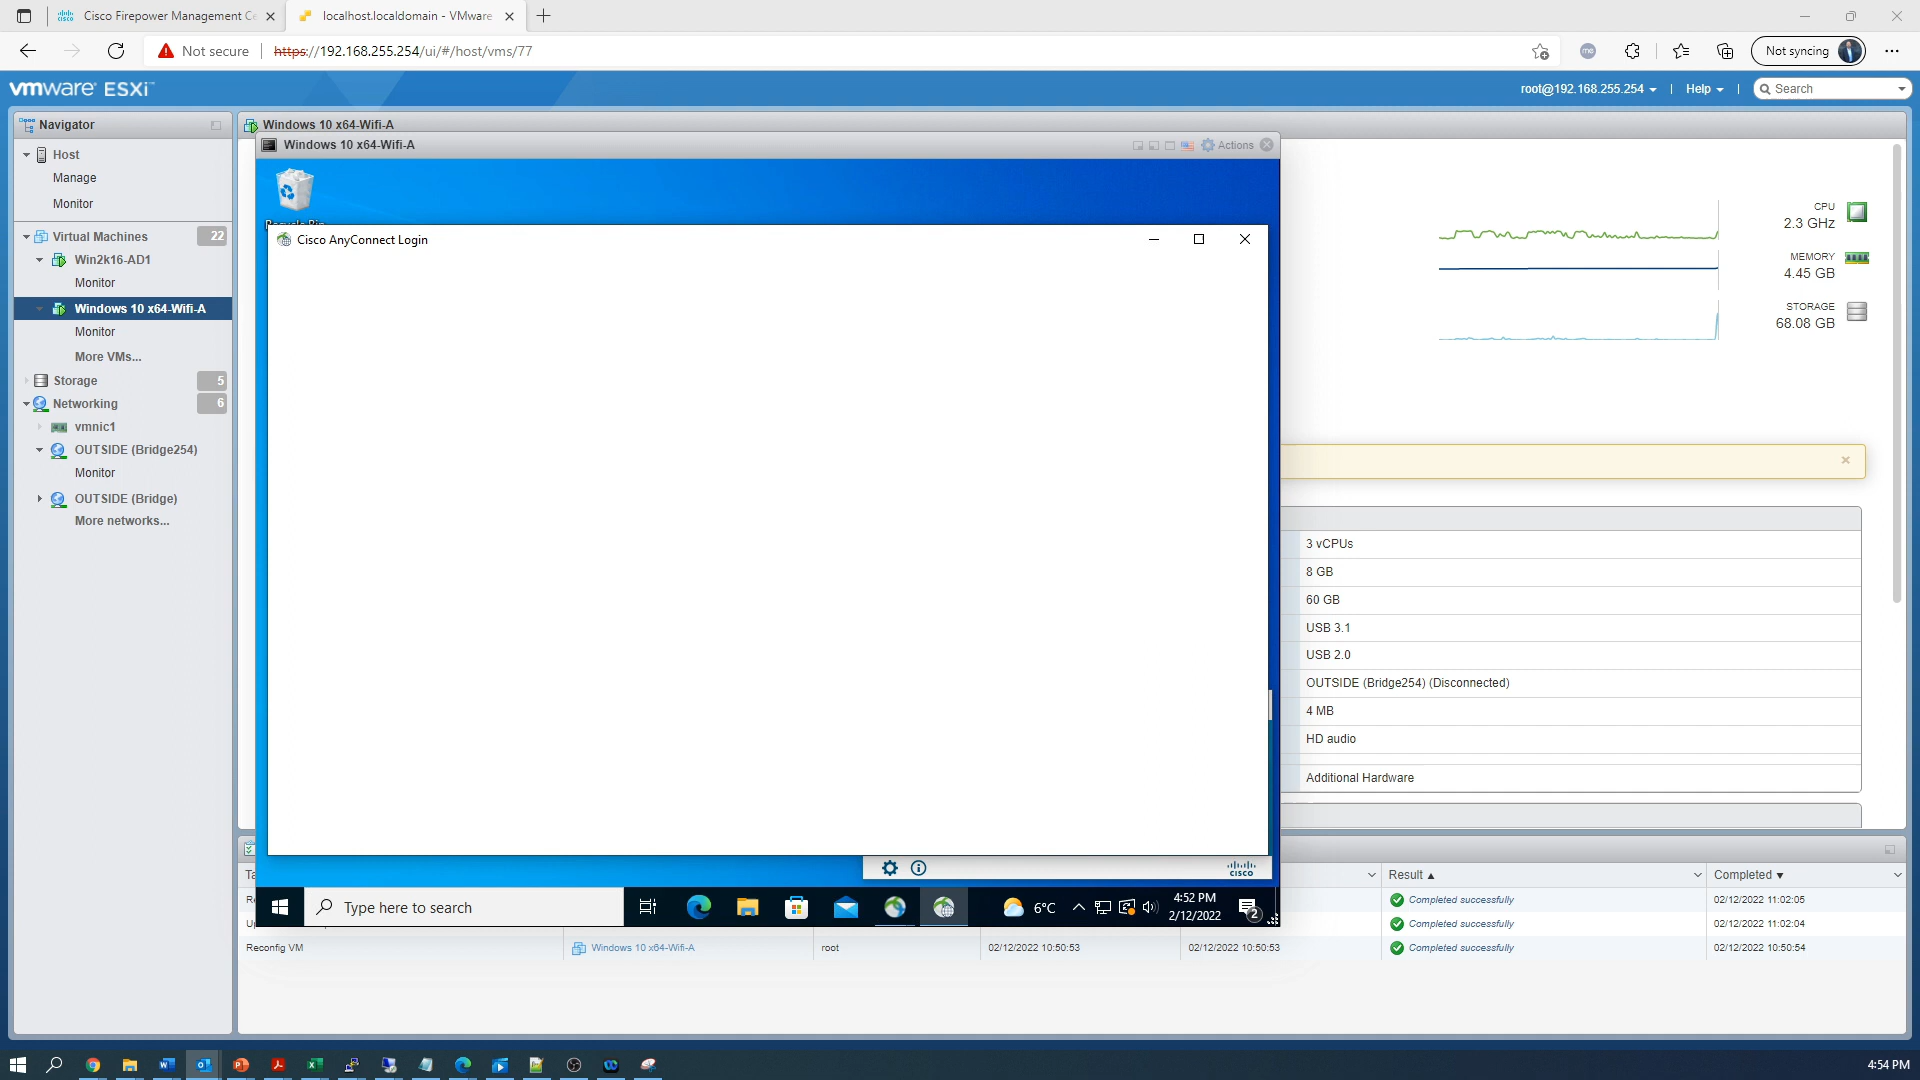 Cisco Firepower Management Ce
localhost.localdomain - VMware
Not secure
https://192.168.255.254/ui/#/host/vms/77
Not syncing
vmware ESXi
root@192.168.255.254
Help
Search
Navigator
Host
Manage
Monitor
Virtual Machines
22
Win2k16-AD1
Monitor
Windows 10 x64-Wifi-A
Monitor
More VMs...
Storage
5
Networking
6
vmnic1
OUTSIDE (Bridge254)
Monitor
OUTSIDE (Bridge)
More networks...
Windows 10 x64-Wifi-A
Windows 10 x64-Wifi-A
Actions
Cisco AnyConnect Login
CPU
2.3 GHz
MEMORY
4.45 GB
STORAGE
68.08 GB
3 vCPUs
8 GB
60 GB
USB 3.1
USB 2.0
OUTSIDE (Bridge254) (Disconnected)
4 MB
HD audio
Additional Hardware
CISCO
Type here to search
6°C
4:52 PM
2/12/2022
2
Result
Completed
Completed successfully
02/12/2022 11:02:05
Completed successfully
02/12/2022 11:02:04
Reconfig VM
Windows 10 x64-Wifi-A
root
02/12/2022 10:50:53
02/12/2022 10:50:53
Completed successfully
02/12/2022 10:50:54
4:54 PM